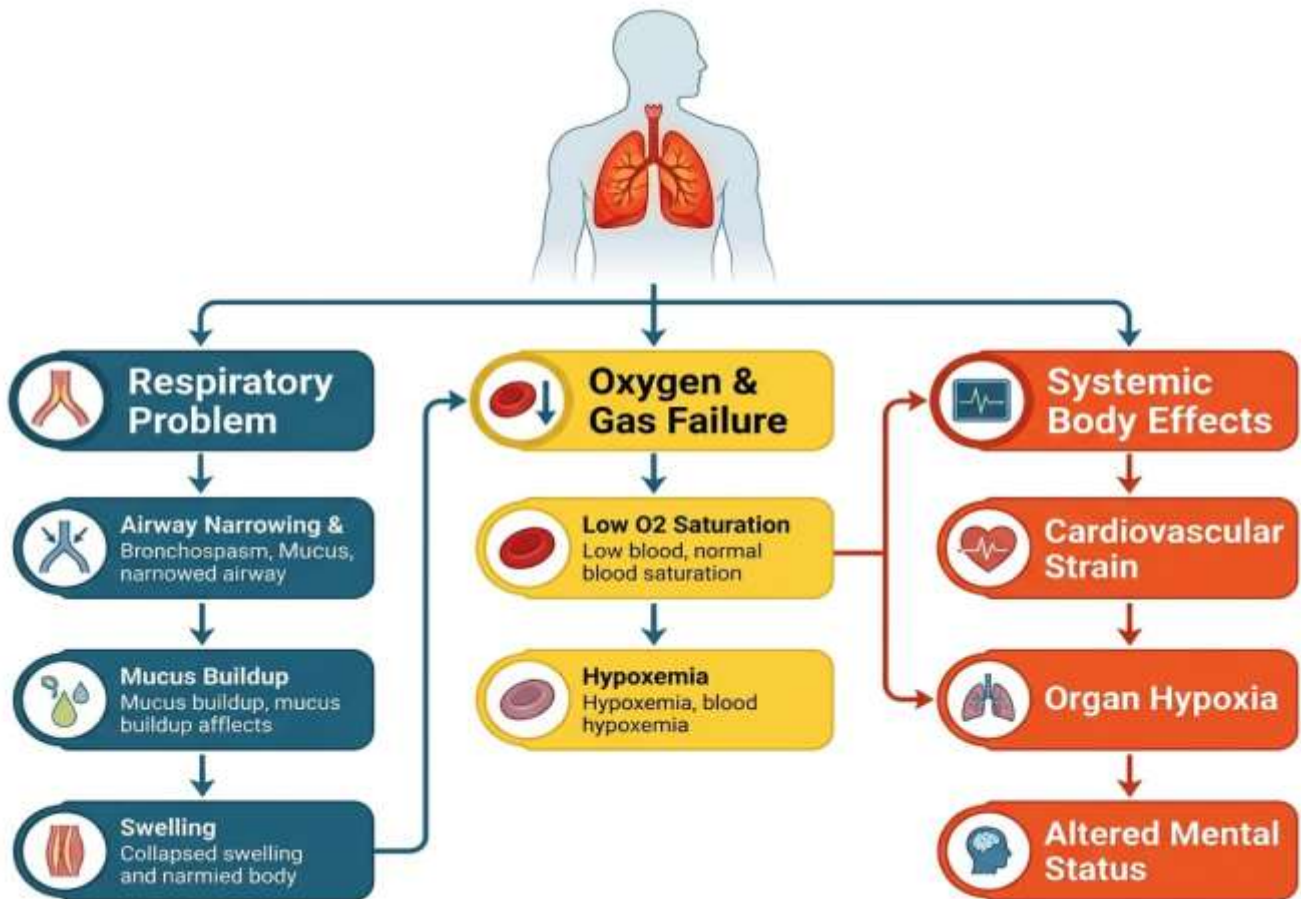 Respiratory
Problem
Airway Narrowing &
Bronchospasm, Mucus,
narnowed airway
Mucus Buildup
Mucus buildup, mucus
buildup afflects
Swelling
Collapsed swelling
and narmied body
Oxygen &
Gas Failure
Low O2 Saturation
Low blood, normal
blood saturation
Hypoxemia
Hypoxemia, blood
hypoxemia
Systemic
Body Effects
Cardiovascular
Strain
Organ Hypoxia
Altered Mental
Status